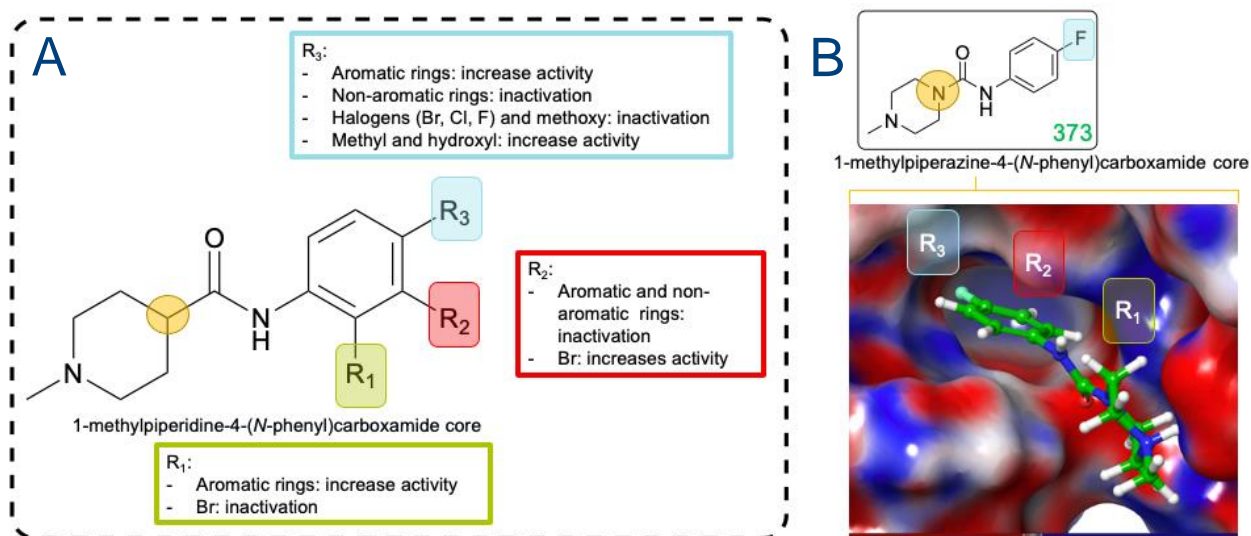 A
R₃:
- Aromatic rings: increase activity
- Non-aromatic rings: inactivation
- Halogens (Br, Cl, F) and methoxy: inactivation
- Methyl and hydroxyl: increase activity
O
N
H
N
R₃
R₂
R₁
1-methylpiperidine-4-(N-phenyl)carboxamide core
R₂:
- Aromatic and non-
aromatic rings:
inactivation
- Br: increases activity
R₁:
- Aromatic rings: increase activity
- Br: inactivation
B
O
F
N
N
H
N
373
1-methylpiperazine-4-(N-phenyl)carboxamide core
R₃
R₂
R₁